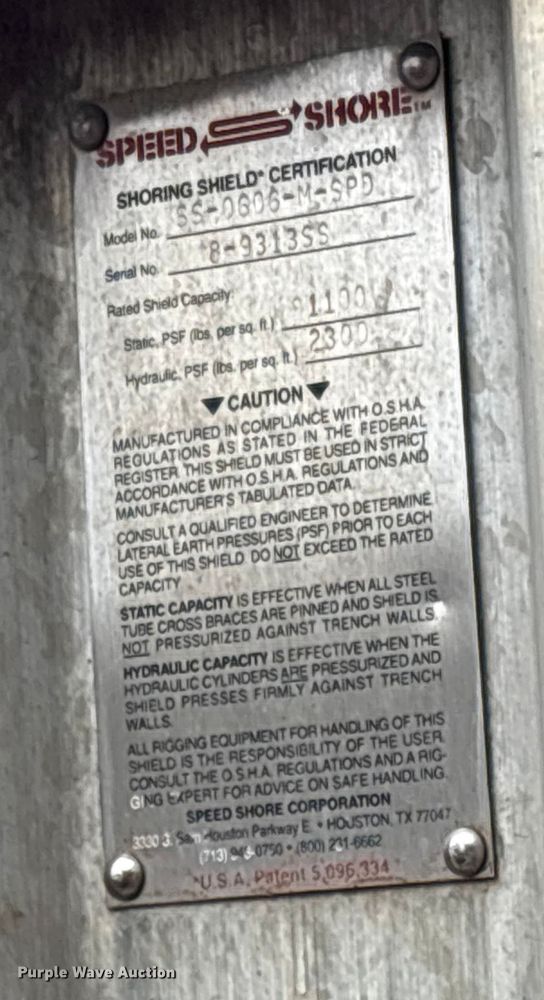 SPEED SHORE TM
SHORING SHIELD® CERTIFICATION
Model No. SS-0606-M-SPD
Serial No. 8-9313SS
Rated Shield Capacity:
Static, PSF (lbs. per sq. ft.) 1100
Hydraulic, PSF (lbs. per sq. ft.) 2300
▼ CAUTION ▼
MANUFACTURED IN COMPLIANCE WITH O.S.H.A.
REGULATIONS AS STATED IN THE FEDERAL
REGISTER. THIS SHIELD MUST BE USED IN STRICT
ACCORDANCE WITH O.S.H.A. REGULATIONS AND
MANUFACTURER'S TABULATED DATA.
CONSULT A QUALIFIED ENGINEER TO DETERMINE
LATERAL EARTH PRESSURES (PSF) PRIOR TO EACH
USE OF THIS SHIELD. DO NOT EXCEED THE RATED
CAPACITY
STATIC CAPACITY IS EFFECTIVE WHEN ALL STEEL
TUBE CROSS BRACES ARE PINNED AND SHIELD IS
NOT PRESSURIZED AGAINST TRENCH WALLS.
HYDRAULIC CAPACITY IS EFFECTIVE WHEN THE
HYDRAULIC CYLINDERS ARE PRESSURIZED AND
SHIELD PRESSES FIRMLY AGAINST TRENCH
WALLS.
ALL RIGGING EQUIPMENT FOR HANDLING OF THIS
SHIELD IS THE RESPONSIBILITY OF THE USER.
CONSULT THE O.S.H.A. REGULATIONS AND A RIG-
GING EXPERT FOR ADVICE ON SAFE HANDLING.
SPEED SHORE CORPORATION
3330 S. Sam Houston Parkway E. • HOUSTON, TX 77047
(713) 943-0750 • (800) 231-6662
*U.S.A. Patent 5,096,334
Purple Wave Auction